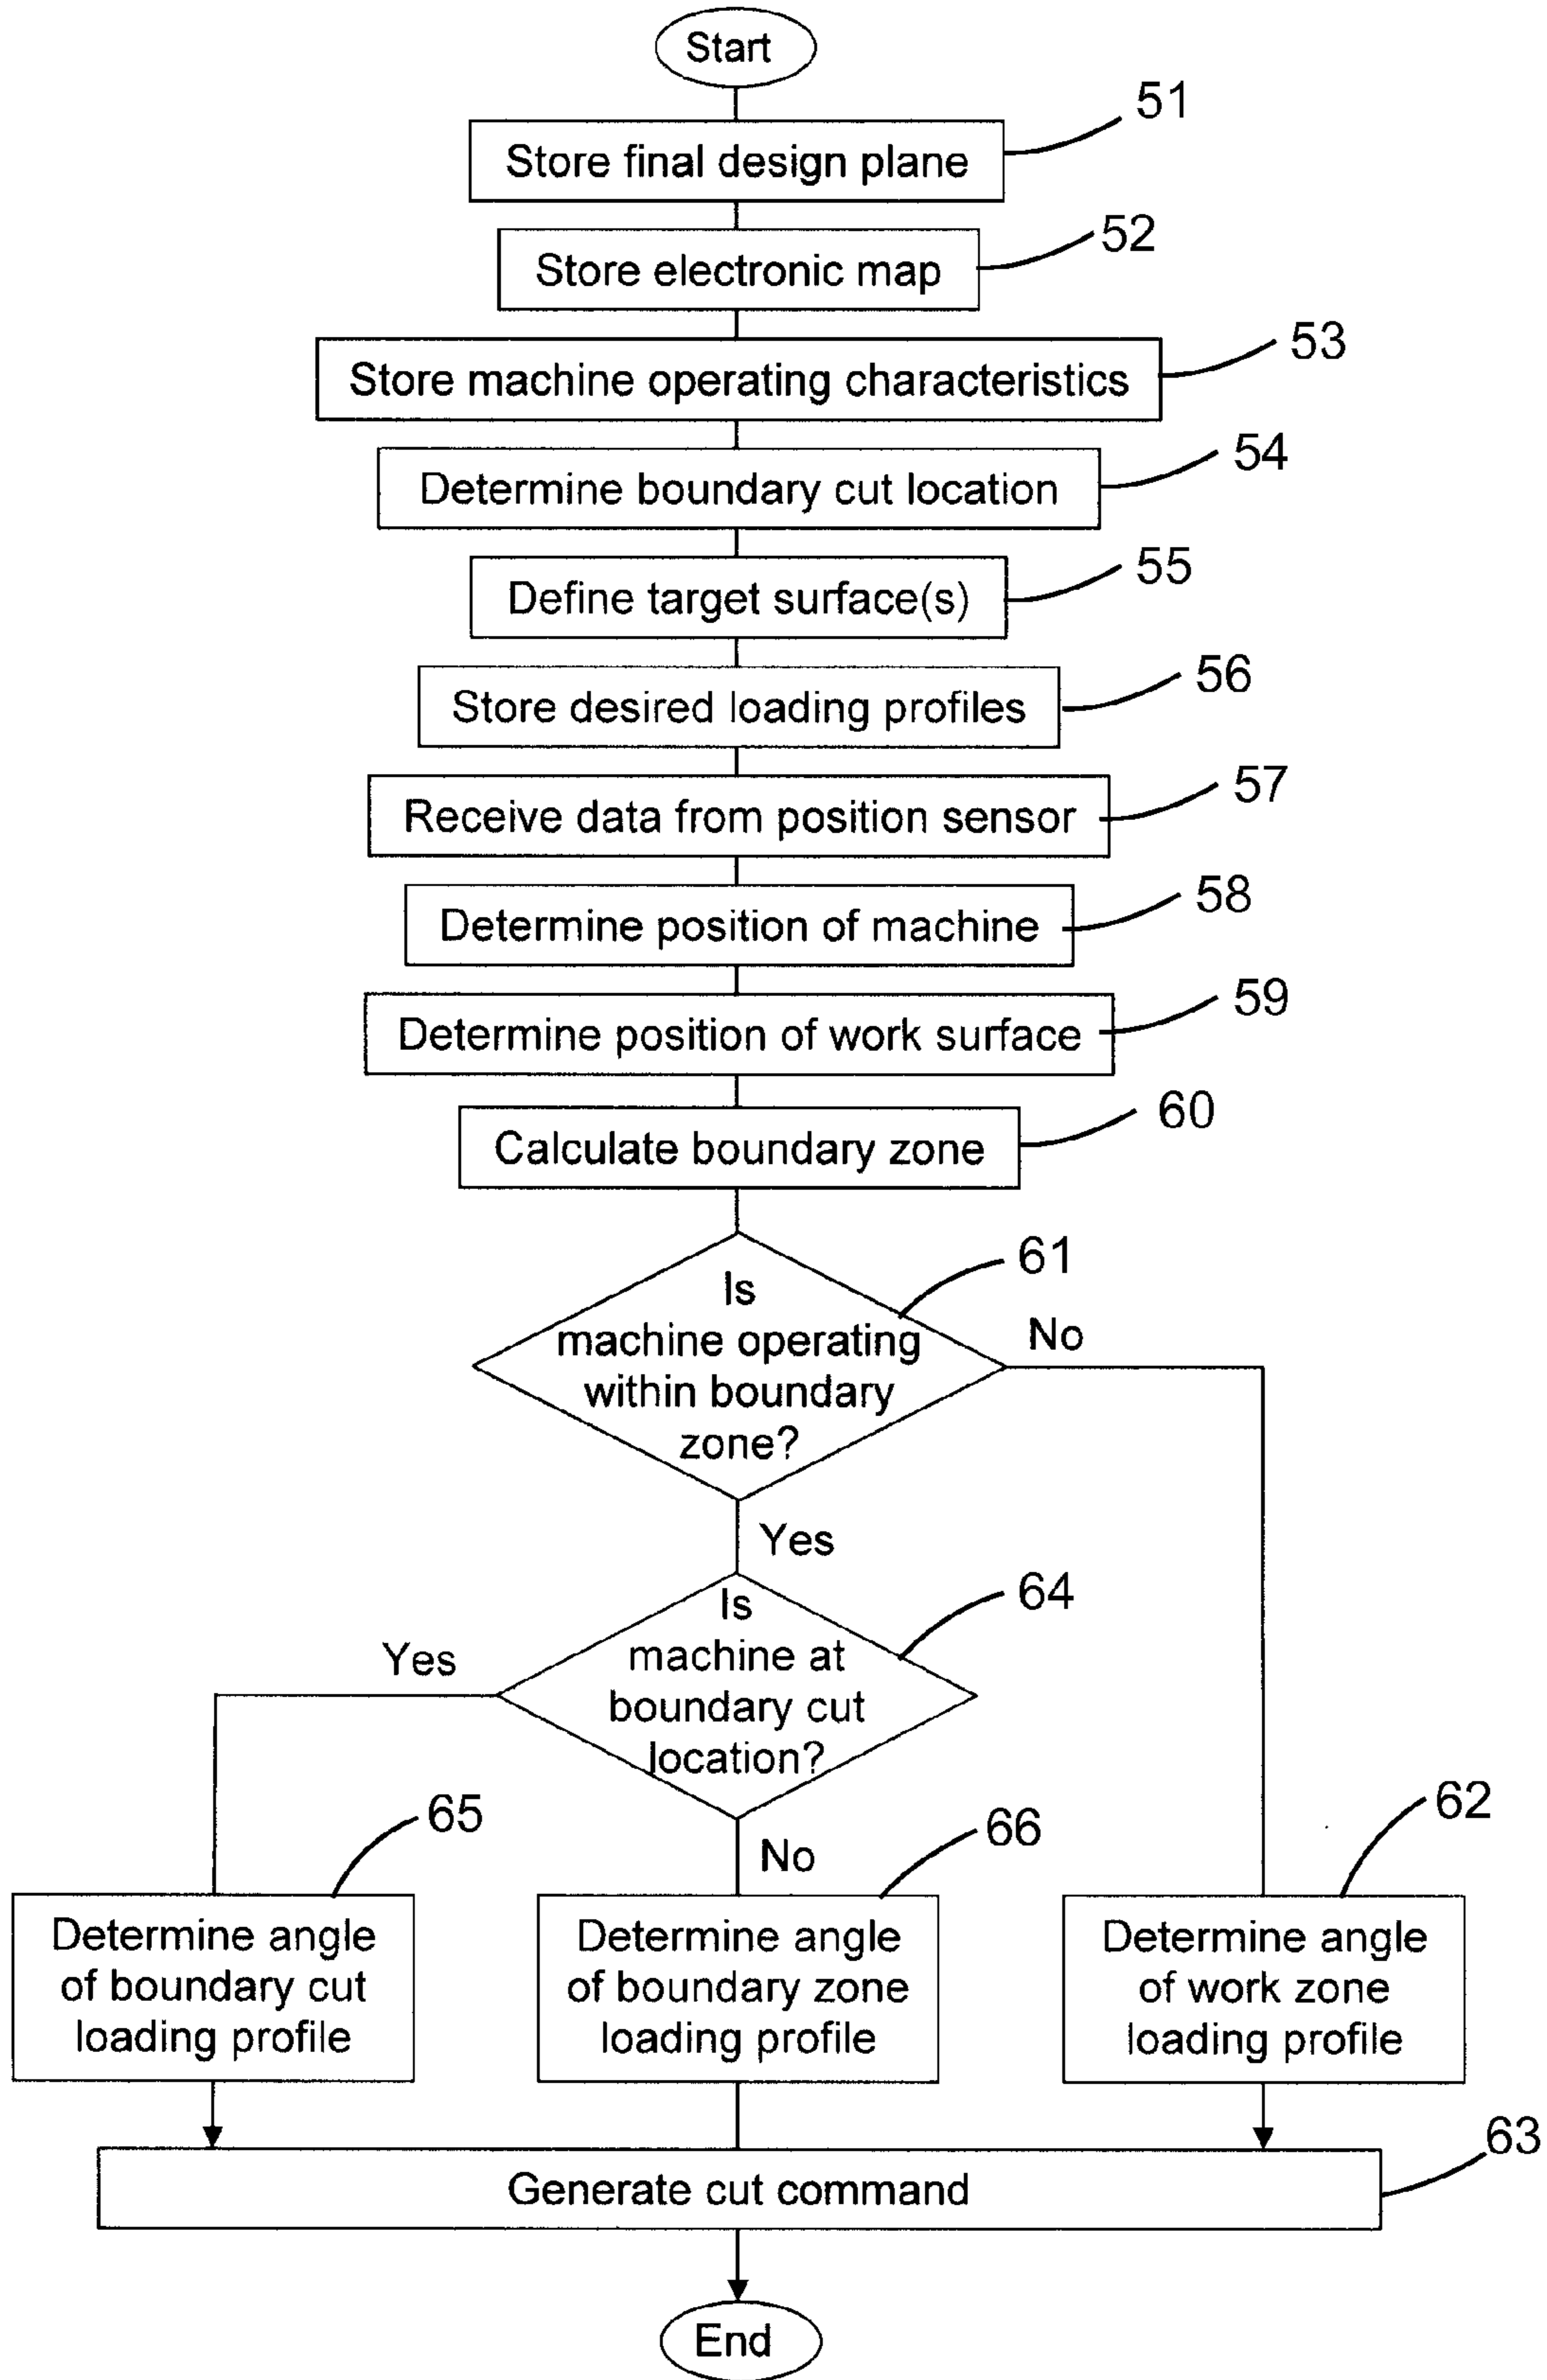 Start
51
Store final design plane
52
Store electronic map
53
Store machine operating characteristics
54
Determine boundary cut location
55
Define target surface(s)
56
Store desired loading profiles
57
Receive data from position sensor
58
Determine position of machine
59
Determine position of work surface
60
Calculate boundary zone
61
Is
machine operating
within boundary
zone?
No
Yes
64
Is
machine at
boundary cut
location?
Yes
No
65
Determine angle
of boundary cut
loading profile
66
Determine angle
of boundary zone
loading profile
62
Determine angle
of work zone
loading profile
63
Generate cut command
End